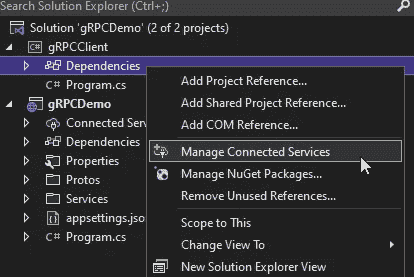 Search Solution Explorer (Ctrl+;)
Solution 'gRPCDemo' (2 of 2 projects)
gRPCClient
Dependencies
Program.cs
gRPCDemo
Connected Serv
Dependencies
Properties
Protos
Services
appsettings.jso
Program.cs
Add Project Reference...
Add Shared Project Reference...
Add COM Reference...
Manage Connected Services
Manage NuGet Packages...
Remove Unused References...
Scope to This
Change View To
New Solution Explorer View